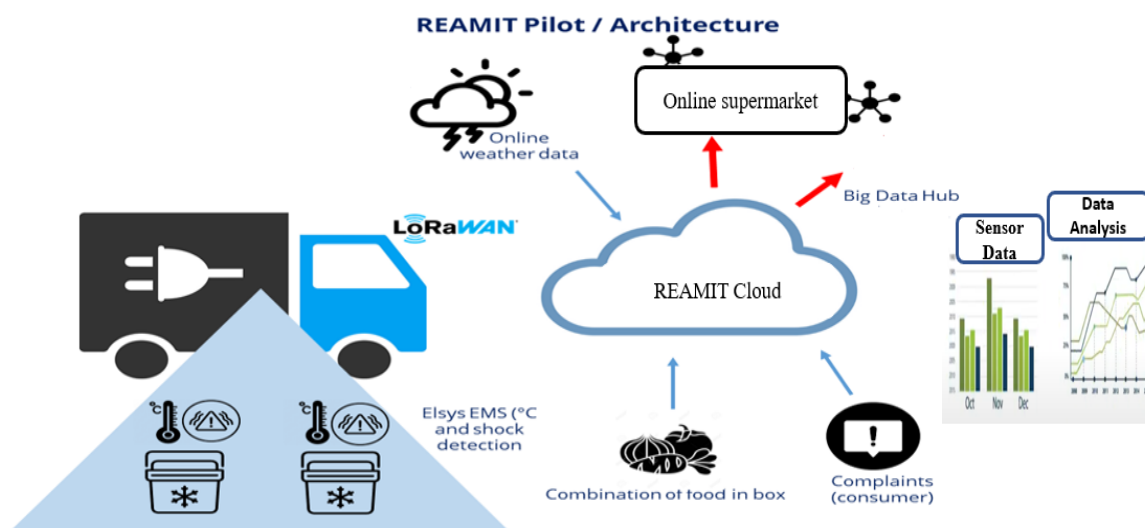 REAMIT Pilot / Architecture
Online supermarket
Online
weather data
Big Data Hub
LoRaWAN
Sensor
Data
Data
Analysis
REAMIT Cloud
Oct
Nov
Dec
°C
°C
Elsys EMS (°C
and shock
detection
Combination of food in box
Complaints
(consumer)